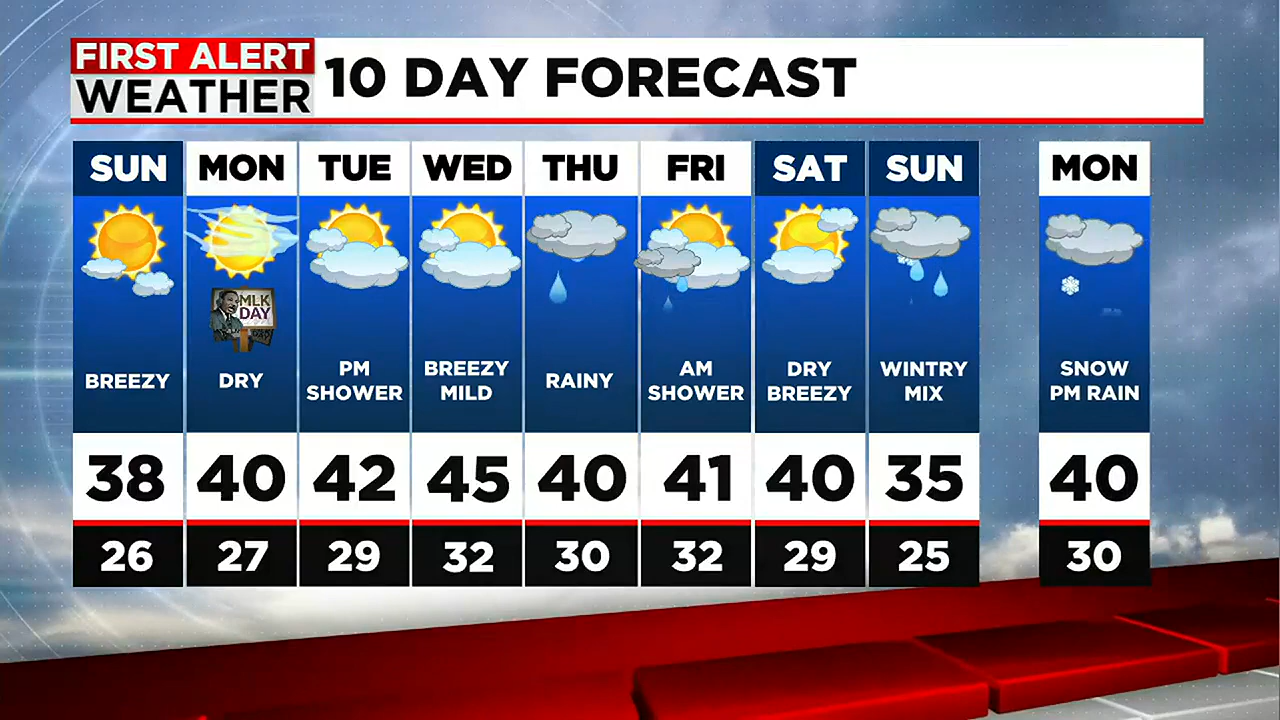 FIRST ALERT
WEATHER
10 DAY FORECAST
SUN MON TUE WED THU FRI SAT SUN MON
MLK
DAY
BREEZY
DRY
PM
SHOWER
BREEZY
MILD
RAINY
AM
SHOWER
DRY
BREEZY
WINTRY
MIX
SNOW
PM RAIN
38 40 42 45 40 41 40 35 40
26 27 29 32 30 32 29 25 30